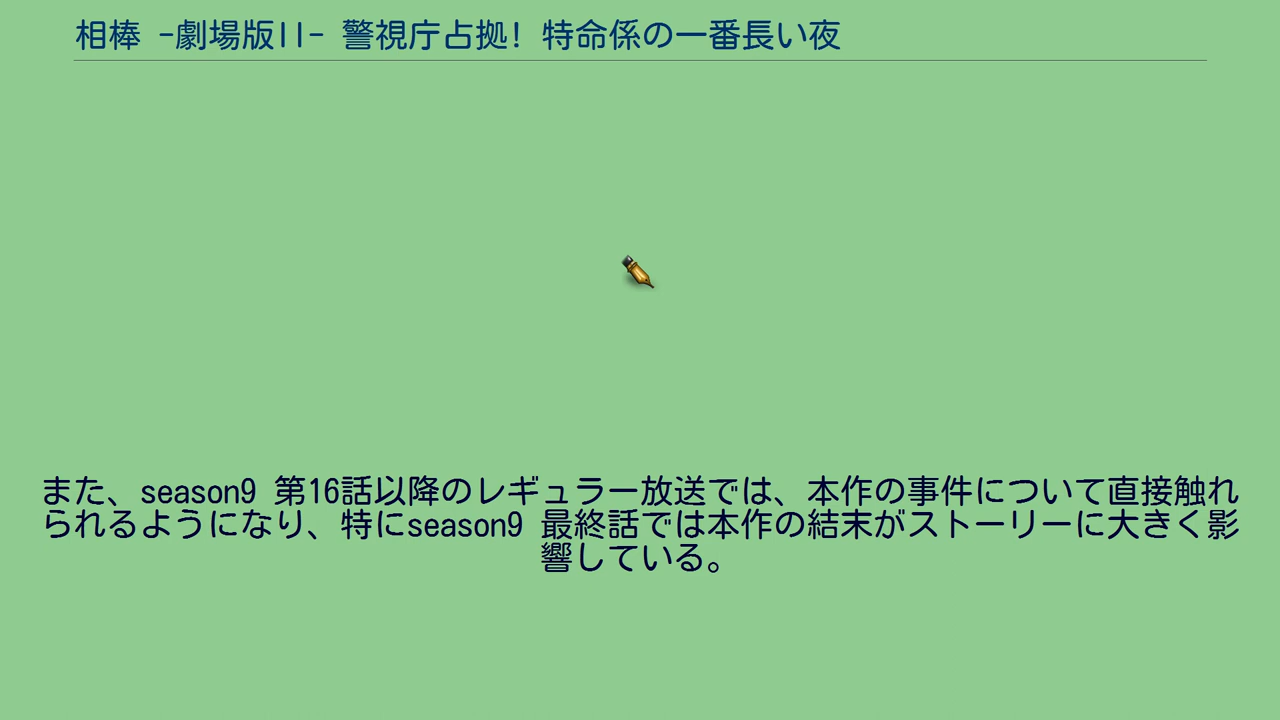 相棒 -劇場版II- 警視庁占拠! 特命係の一番長い夜
また、season9 第16話以降のレギュラー放送では、本作の事件について直接触れ
られるようになり、特にseason9 最終話では本作の結末がストーリーに大きく影
響している。